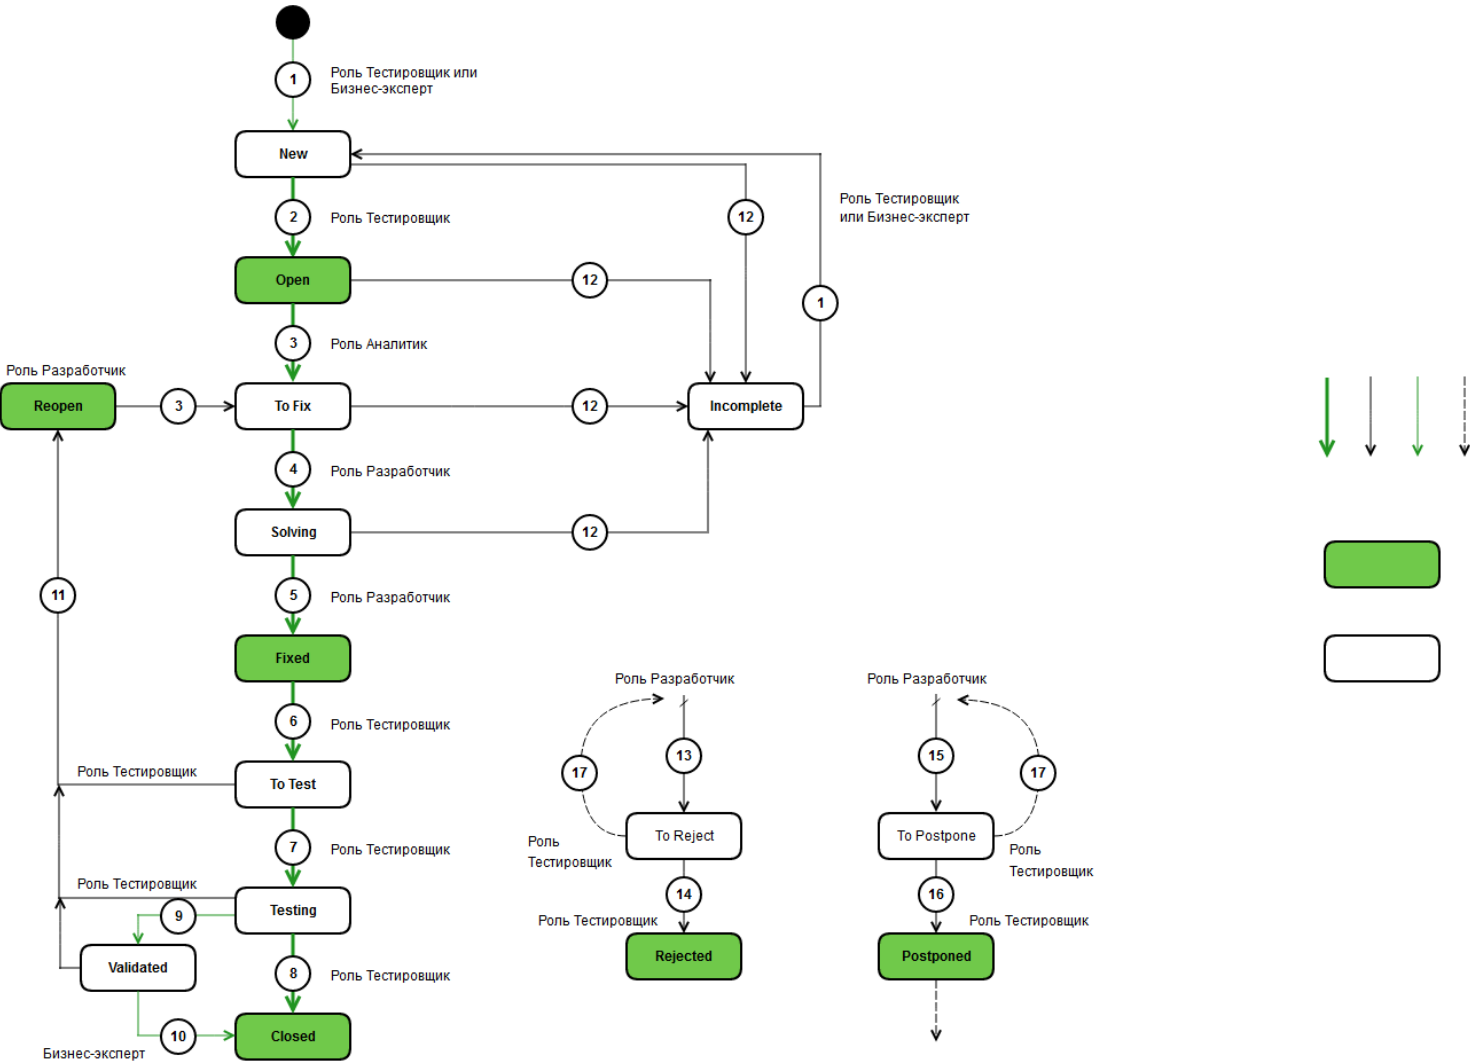 1
Роль Тестировщик или
Бизнес-эксперт
New
Роль Тестировщик
или Бизнес-эксперт
2
Роль Тестировщик
12
Open
12
1
3
Роль Аналитик
Роль Разработчик
Reopen
3
To Fix
12
Incomplete
4
Роль Разработчик
Solving
12
11
5
Роль Разработчик
Fixed
Роль Разработчик
Роль Разработчик
6
Роль Тестировщик
13
15
Роль Тестировщик
To Test
17
17
7
Роль Тестировщик
To Reject
To Postpone
Роль
Тестировщик
Роль
Тестировщик
Роль Тестировщик
14
16
9
Testing
Роль Тестировщик
Роль Тестировщик
Validated
Rejected
Postponed
8
Роль Тестировщик
10
Closed
Бизнес-эксперт